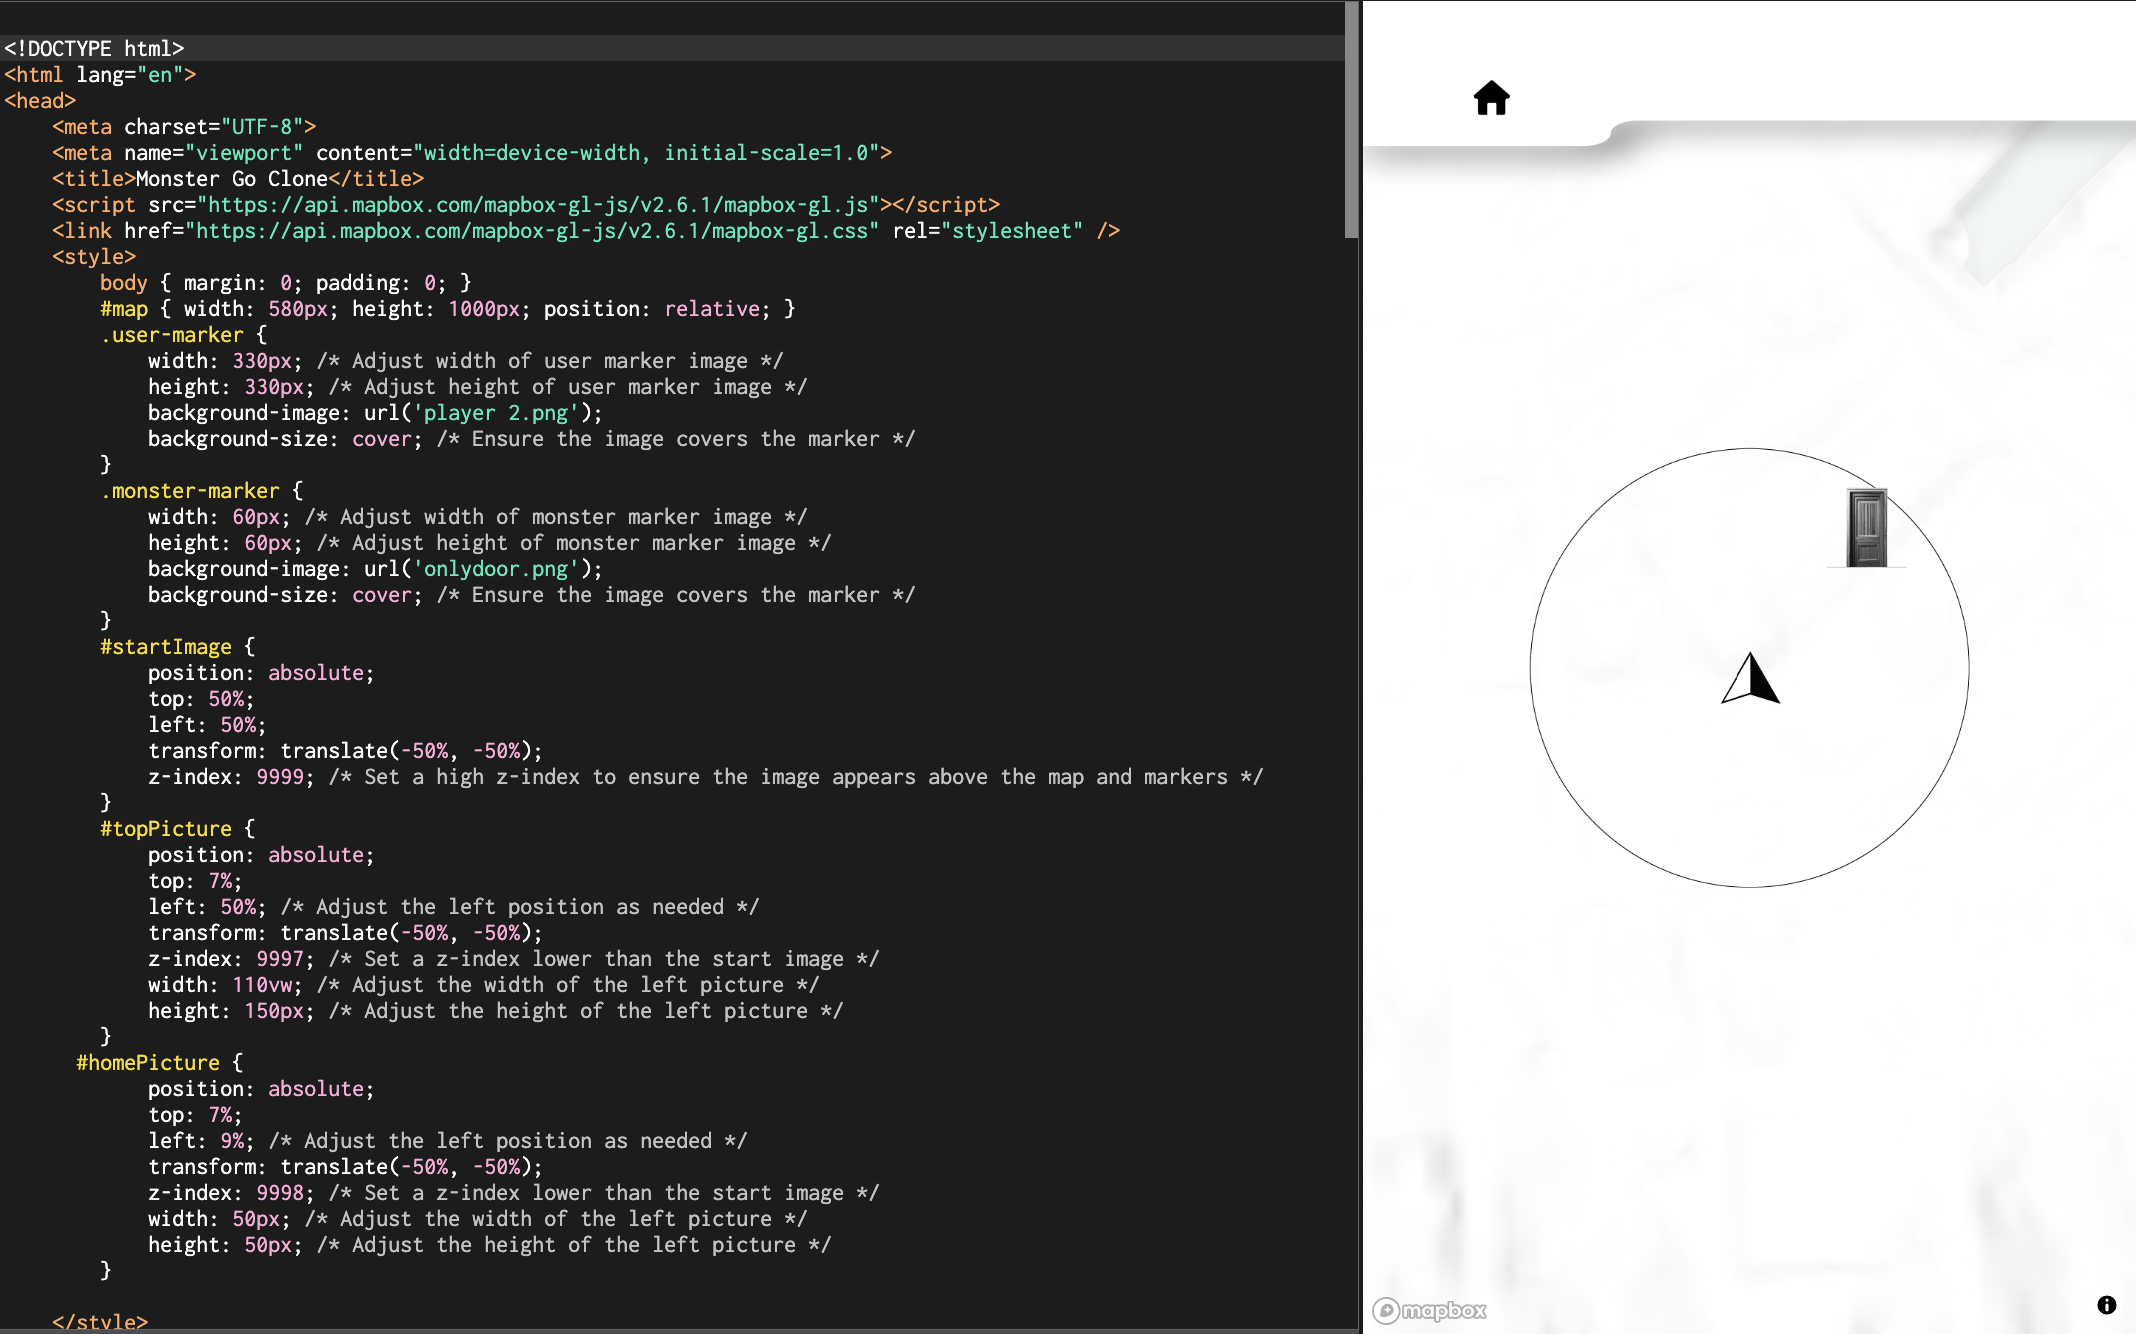 <!DOCTYPE html>
<html lang="en">
<head>
    <meta charset="UTF-8">
    <meta name="viewport" content="width=device-width, initial-scale=1.0">
    <title>Monster Go Clone</title>
    <script src="https://api.mapbox.com/mapbox-gl-js/v2.6.1/mapbox-gl.js"></script>
    <link href="https://api.mapbox.com/mapbox-gl-js/v2.6.1/mapbox-gl.css" rel="stylesheet" />
    <style>
        body { margin: 0; padding: 0; }
        #map { width: 580px; height: 1000px; position: relative; }
        .user-marker {
            width: 330px; /* Adjust width of user marker image */
            height: 330px; /* Adjust height of user marker image */
            background-image: url('player 2.png');
            background-size: cover; /* Ensure the image covers the marker */
        }
        .monster-marker {
            width: 60px; /* Adjust width of monster marker image */
            height: 60px; /* Adjust height of monster marker image */
            background-image: url('onlydoor.png');
            background-size: cover; /* Ensure the image covers the marker */
        }
        #startImage {
            position: absolute;
            top: 50%;
            left: 50%;
            transform: translate(-50%, -50%);
            z-index: 9999; /* Set a high z-index to ensure the image appears above the map and markers */
        }
        #topPicture {
            position: absolute;
            top: 7%;
            left: 50%; /* Adjust the left position as needed */
            transform: translate(-50%, -50%);
            z-index: 9997; /* Set a z-index lower than the start image */
            width: 110vw; /* Adjust the width of the left picture */
            height: 150px; /* Adjust the height of the left picture */
        }
      #homePicture {
            position: absolute;
            top: 7%;
            left: 9%; /* Adjust the left position as needed */
            transform: translate(-50%, -50%);
            z-index: 9998; /* Set a z-index lower than the start image */
            width: 50px; /* Adjust the width of the left picture */
            height: 50px; /* Adjust the height of the left picture */
        }
    </style>
mapbox